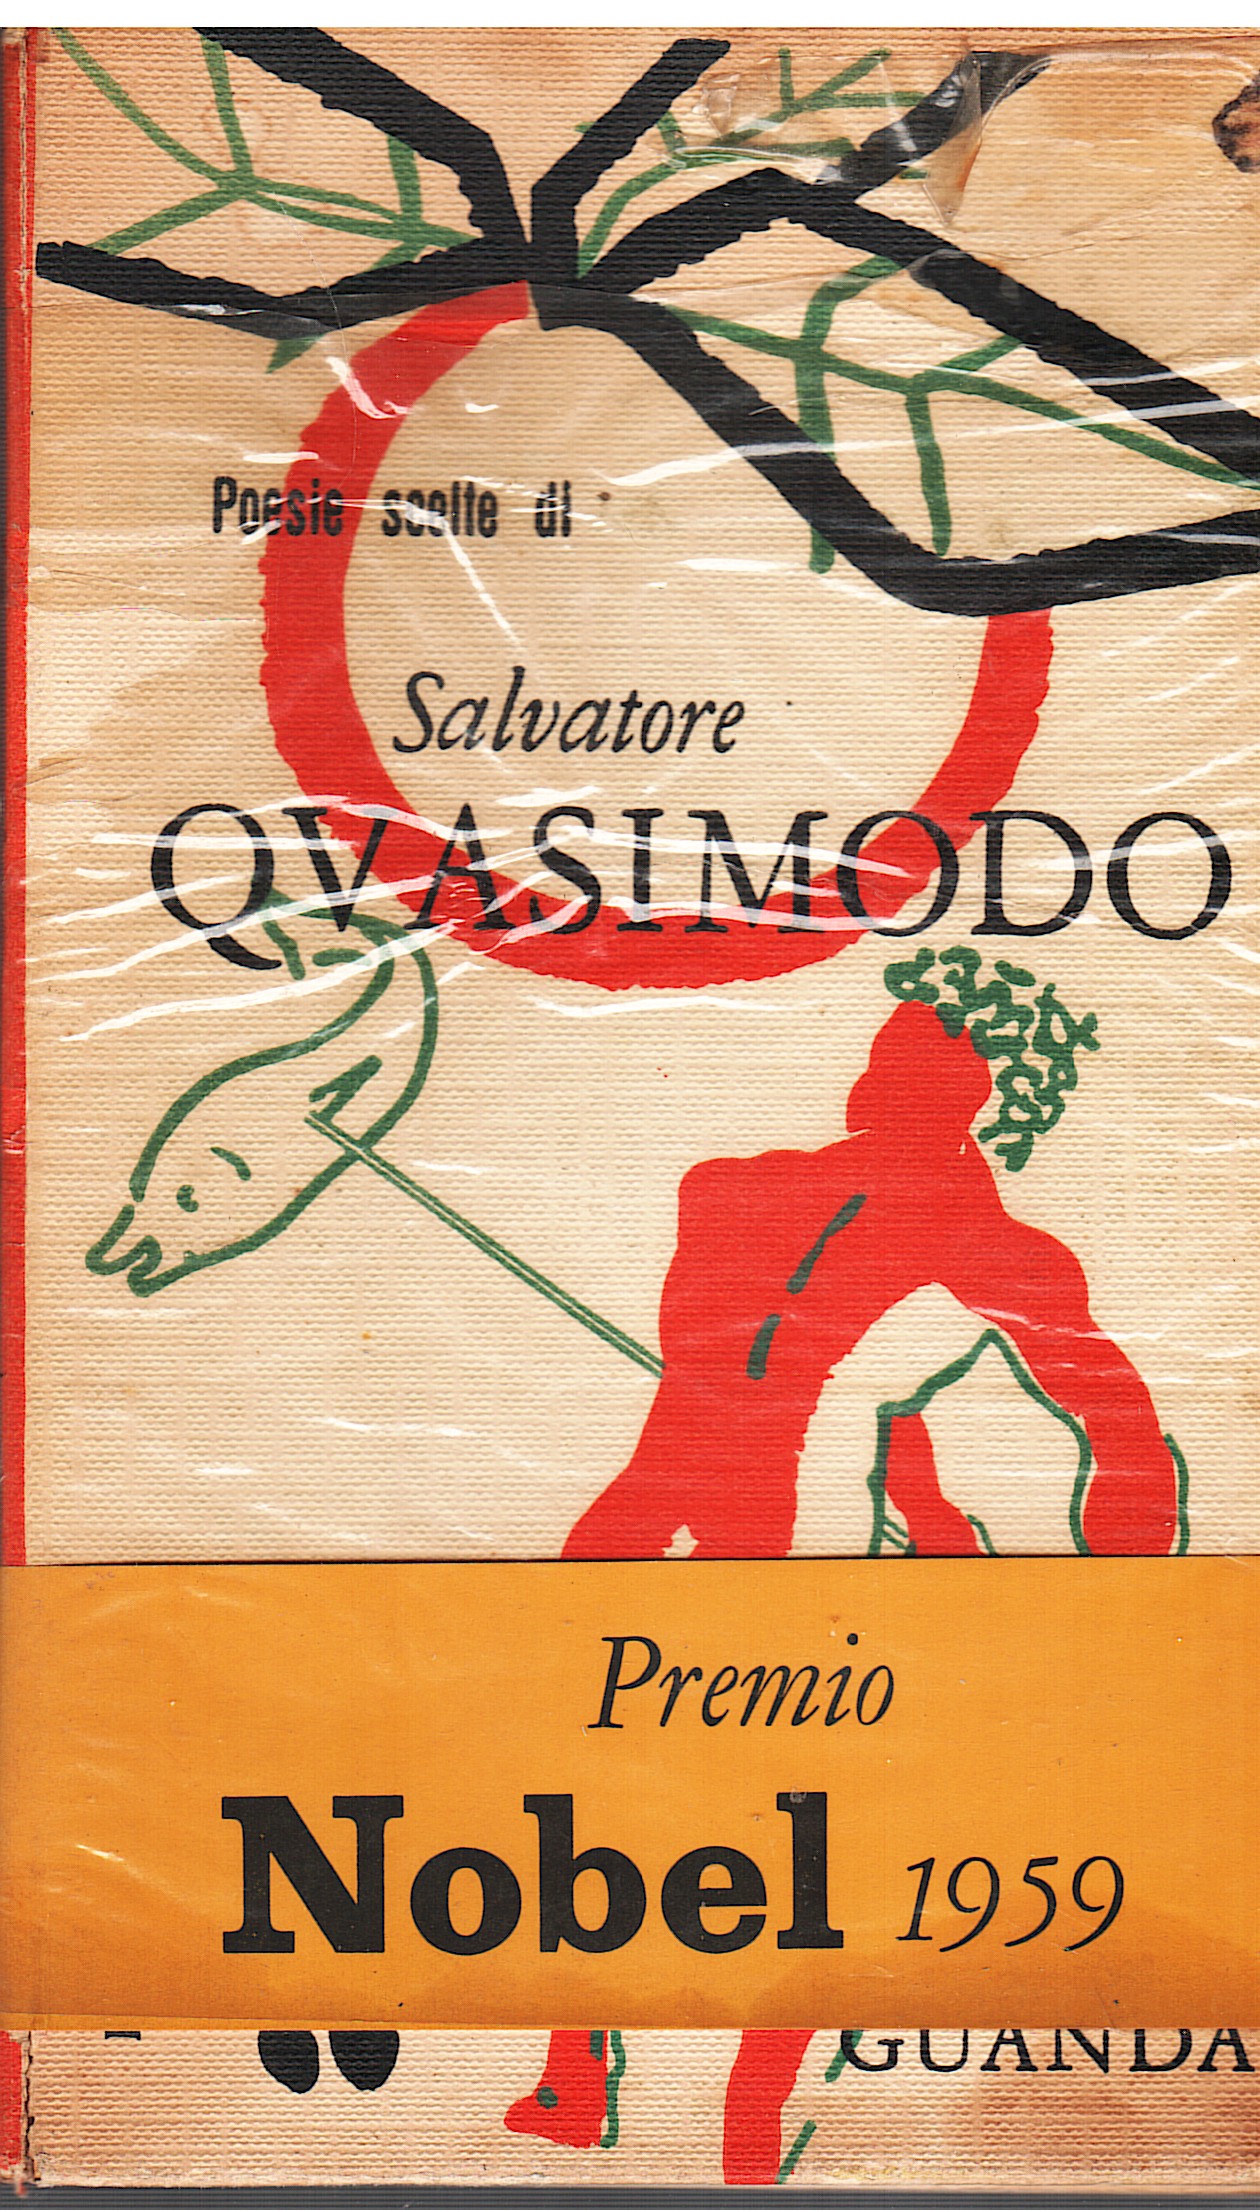 Poesie scelte di
Salvatore
QVASIMODO
Premio
Nobel 1959
GUANDA